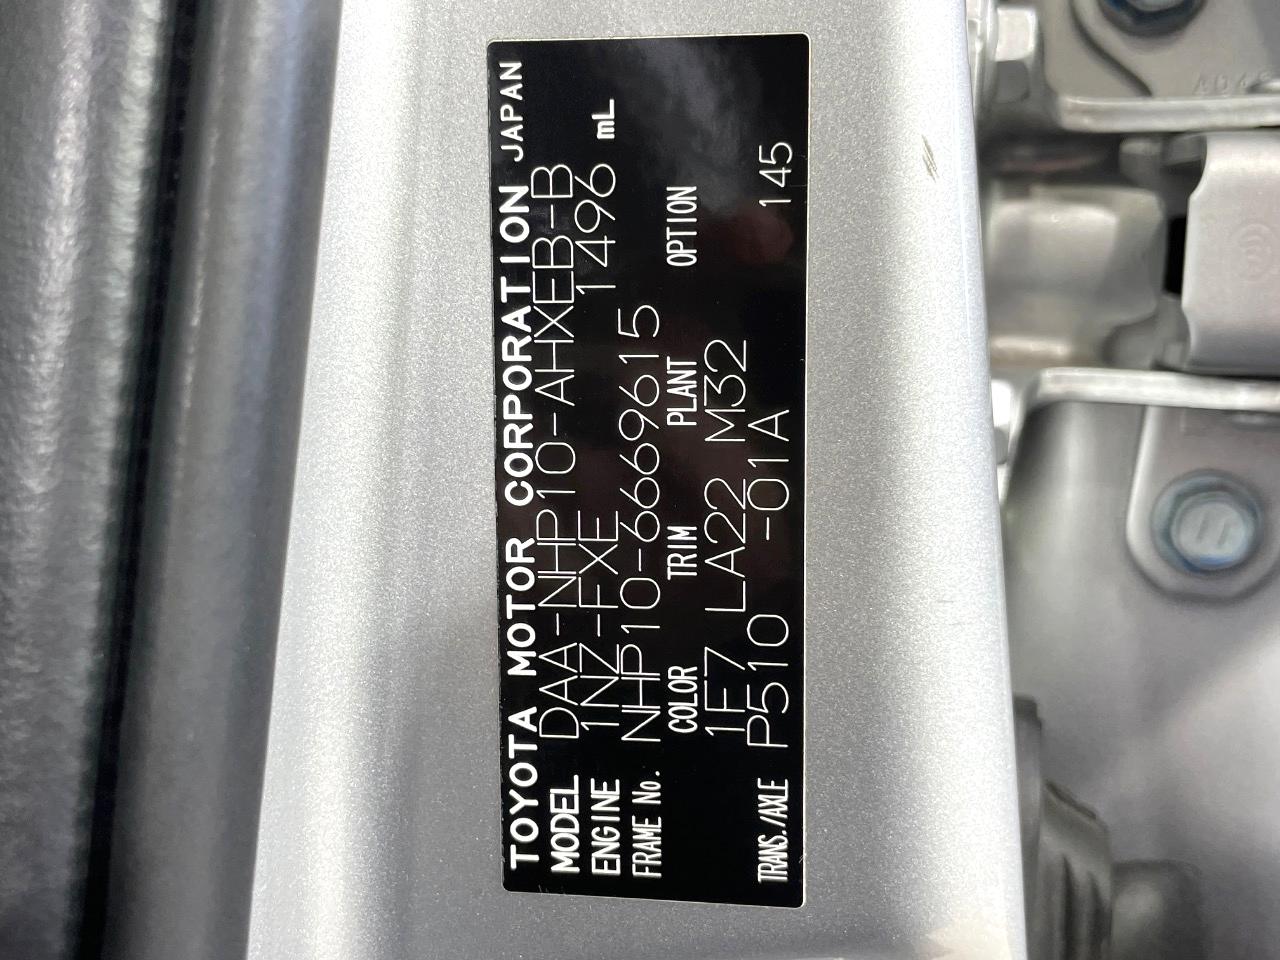 TOYOTA MOTOR CORPORATION JAPAN
MODEL DAA-NHP10-AHXEB-B
ENGINE 1NZ-FXE 1496 mL
FRAME No. NHP10-6669615
COLOR TRIM PLANT OPTION
1F7 LA22 M32
TRANS./AXLE P510 -01A 145